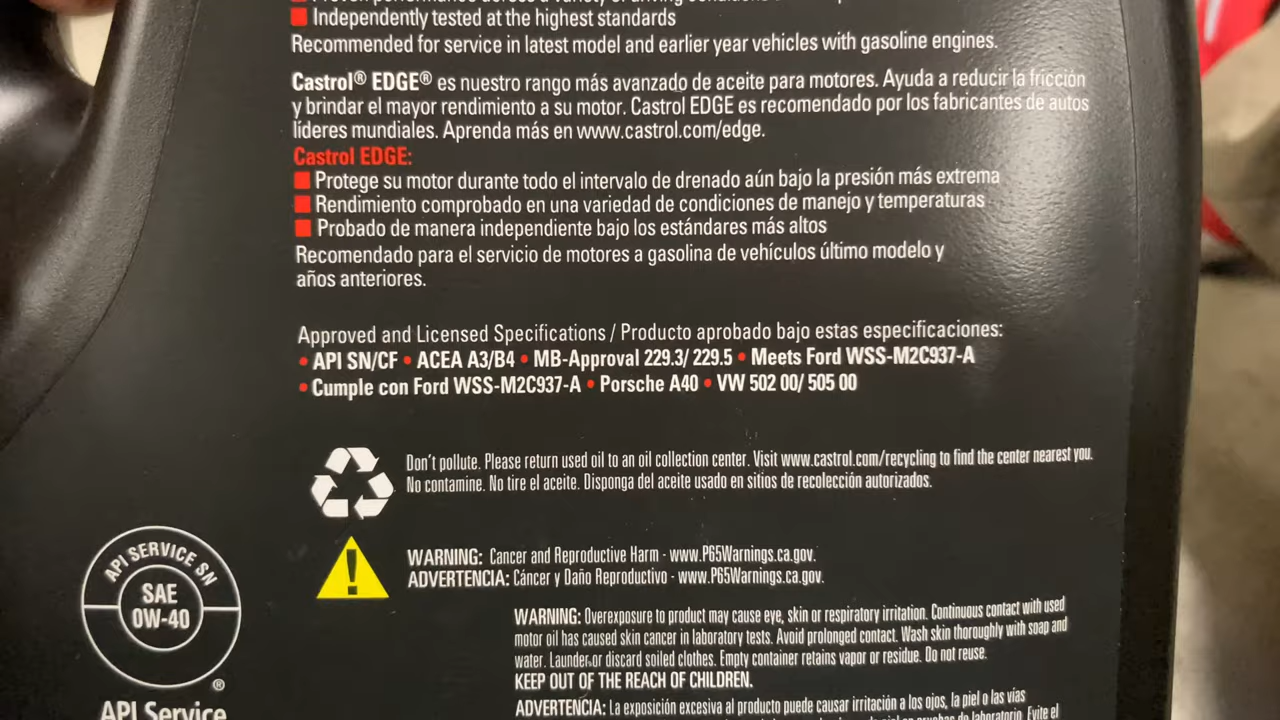 Independently tested at the highest standards
Recommended for service in latest model and earlier year vehicles with gasoline engines.
Castrol® EDGE® es nuestro rango más avanzado de aceite para motores. Ayuda a reducir la fricción
y brindar el mayor rendimiento a su motor. Castrol EDGE es recomendado por los fabricantes de autos
líderes mundiales. Aprenda más en www.castrol.com/edge.
Castrol EDGE:
Protege su motor durante todo el intervalo de drenado aún bajo la presión más extrema
Rendimiento comprobado en una variedad de condiciones de manejo y temperaturas
Probado de manera independiente bajo los estándares más altos
Recomendado para el servicio de motores a gasolina de vehículos último modelo y
años anteriores.
Approved and Licensed Specifications / Producto aprobado bajo estas especificaciones:
• API SN/CF • ACEA A3/B4 • MB-Approval 229.3/ 229.5 • Meets Ford WSS-M2C937-A
• Cumple con Ford WSS-M2C937-A • Porsche A40 • VW 502 00/ 505 00
Don't pollute. Please return used oil to an oil collection center. Visit www.castrol.com/recycling to find the center nearest you.
No contamine. No tire el aceite. Disponga del aceite usado en sitios de recolección autorizados.
WARNING: Cancer and Reproductive Harm - www.P65Warnings.ca.gov.
ADVERTENCIA: Cáncer y Daño Reproductivo - www.P65Warnings.ca.gov.
WARNING: Overexposure to product may cause eye, skin or respiratory irritation. Continuous contact with used
motor oil has caused skin cancer in laboratory tests. Avoid prolonged contact. Wash skin thoroughly with soap and
water. Launder or discard soiled clothes. Empty container retains vapor or residue. Do not reuse.
KEEP OUT OF THE REACH OF CHILDREN.
ADVERTENCIA: La exposición excesiva al producto puede causar irritación a los ojos, la piel o las vías
de laboratorio. Evite el
API SERVICE SN
SAE
0W-40
®
API Service